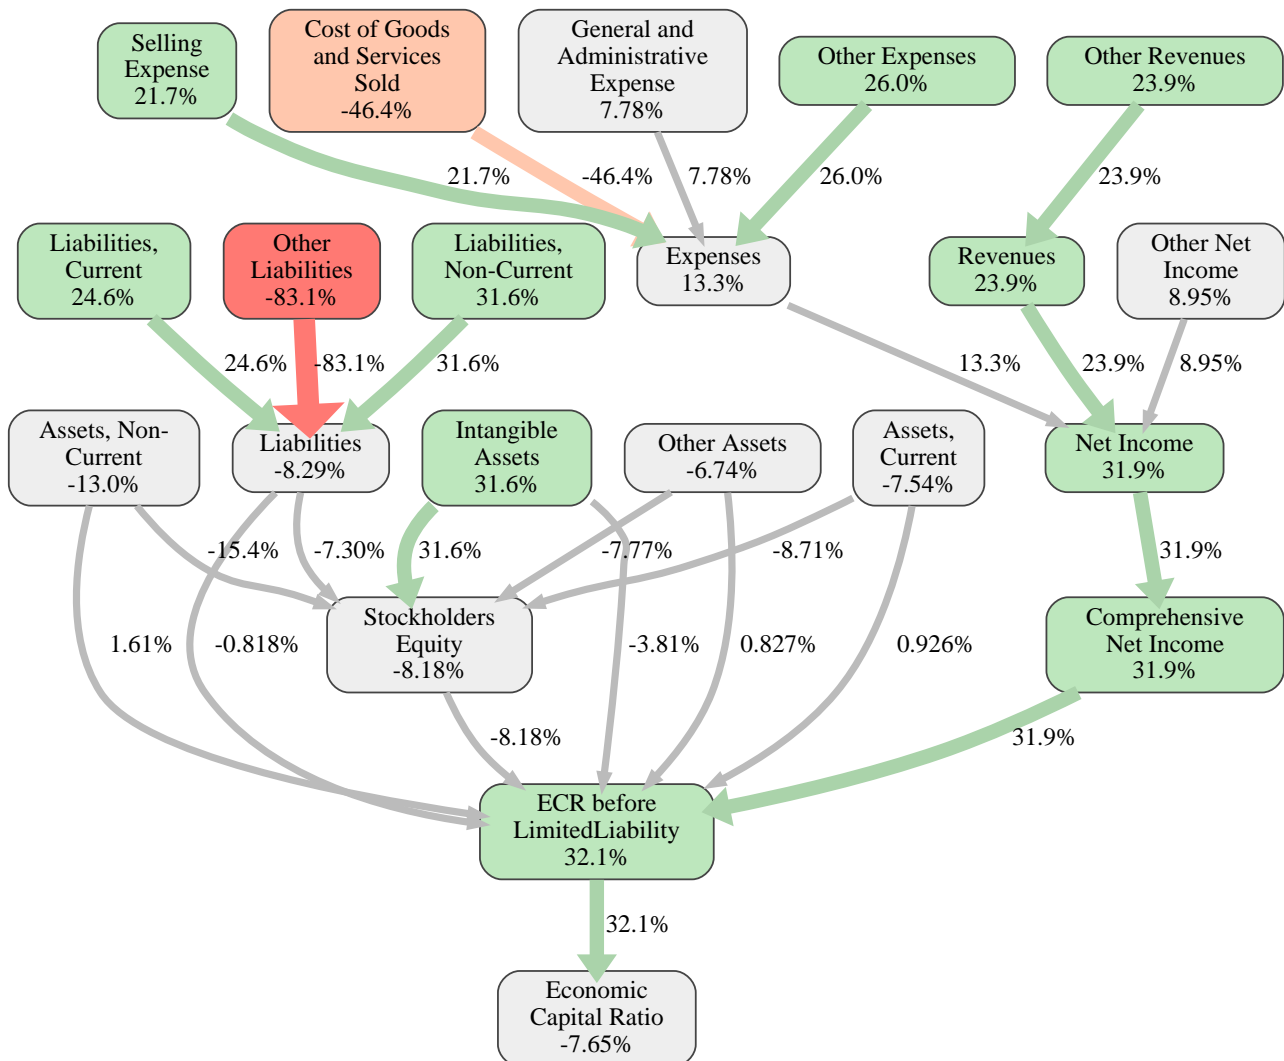 Selling
Expense
21.7%
Cost of Goods
and Services
Sold
-46.4%
General and
Administrative
Expense
7.78%
Other Expenses
26.0%
Other Revenues
23.9%
21.7%
-46.4%
7.78%
26.0%
23.9%
Liabilities,
Current
24.6%
Other
Liabilities
-83.1%
Liabilities,
Non-Current
31.6%
Expenses
13.3%
Revenues
23.9%
Other Net
Income
8.95%
24.6%
-83.1%
31.6%
13.3%
23.9%
8.95%
Assets, Non-
Current
-13.0%
Liabilities
-8.29%
Intangible
Assets
31.6%
Other Assets
-6.74%
Assets,
Current
-7.54%
Net Income
31.9%
-15.4%
-7.30%
31.6%
-7.77%
-8.71%
31.9%
Stockholders
Equity
-8.18%
Comprehensive
Net Income
31.9%
1.61%
-0.818%
-3.81%
0.827%
0.926%
-8.18%
31.9%
ECR before
LimitedLiability
32.1%
32.1%
Economic
Capital Ratio
-7.65%